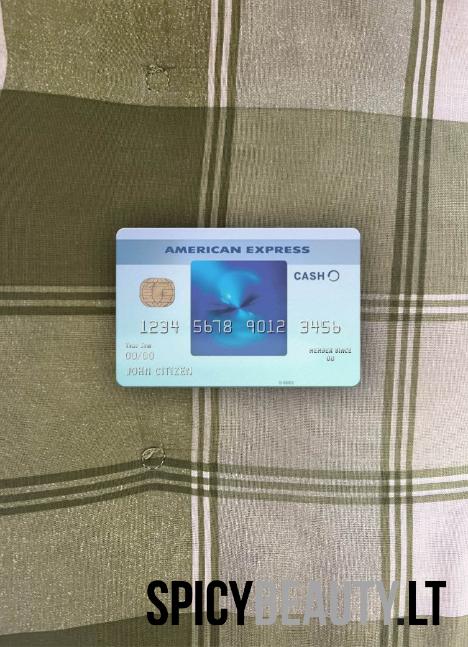 AMERICAN EXPRESS
CASH
1234 5678 9012 3456
00/00
MEMBER SINCE
00
JOHN CITIZEN
SPICYBEAUTY.LT